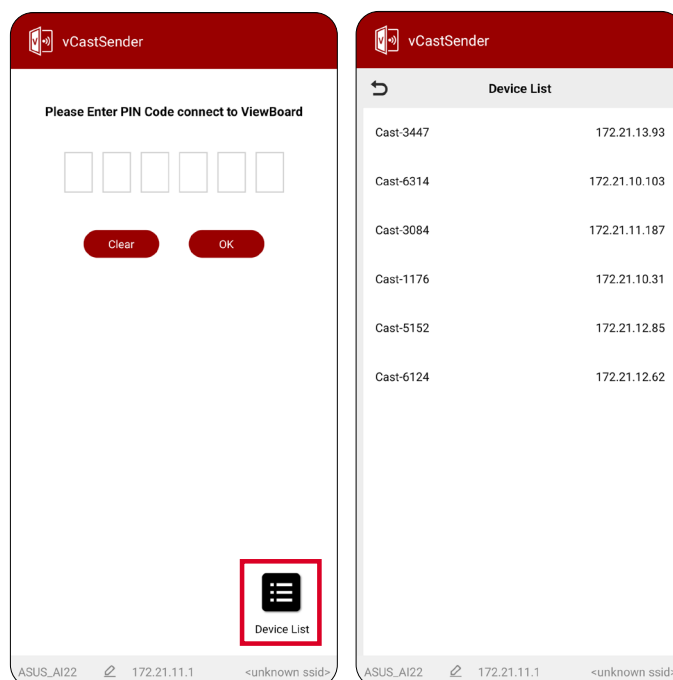 vCastSender
Please Enter PIN Code connect to ViewBoard
Clear
OK
Device List
ASUS_AI22
172.21.11.1
<unknown ssid>
vCastSender
Device List
Cast-3447 172.21.13.93
Cast-6314 172.21.10.103
Cast-3084 172.21.11.187
Cast-1176 172.21.10.31
Cast-5152 172.21.12.85
Cast-6124 172.21.12.62
ASUS_AI22
172.21.11.1
<unknown ssid>